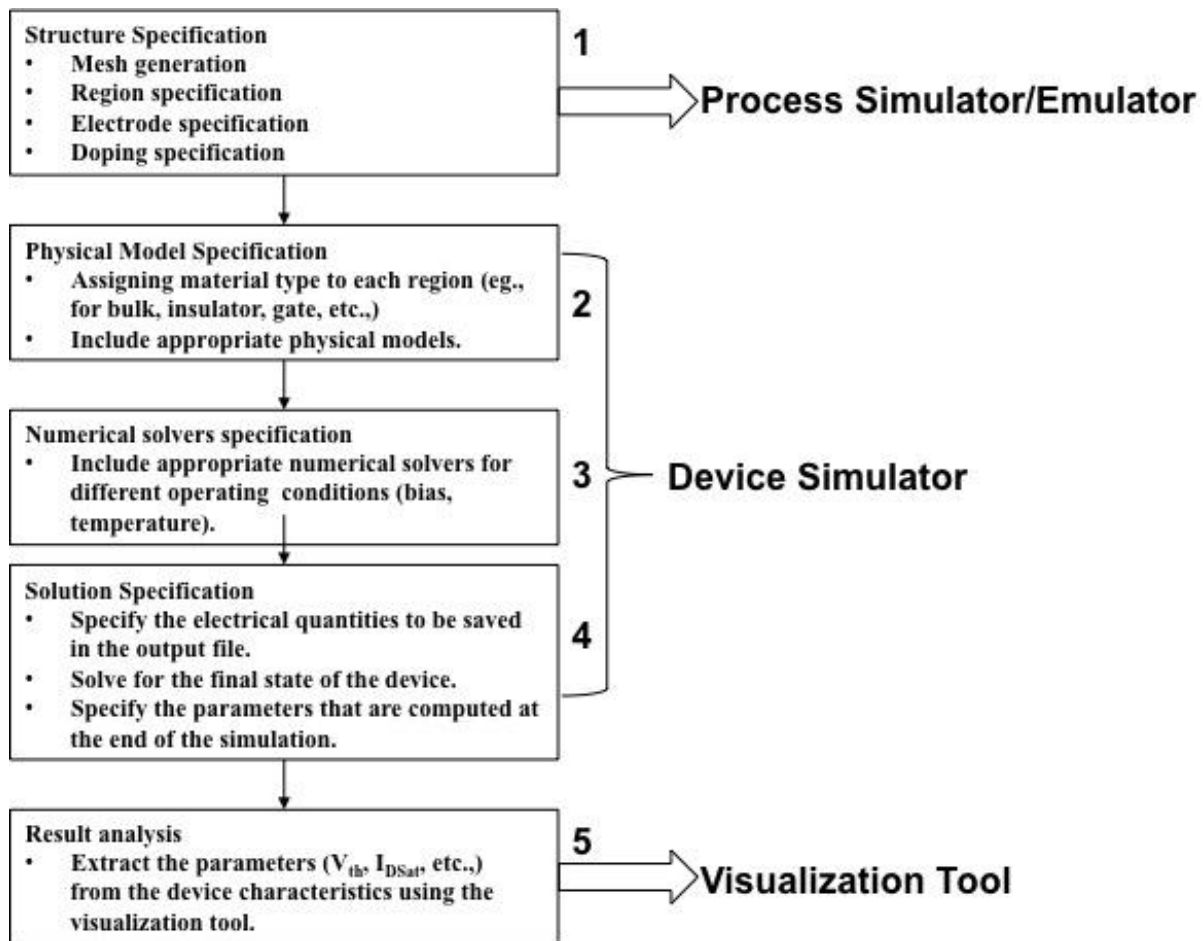 Structure Specification
• Mesh generation
• Region specification
• Electrode specification
• Doping specification
1
Process Simulator/Emulator
Physical Model Specification
• Assigning material type to each region (eg.,
for bulk, insulator, gate, etc.,)
• Include appropriate physical models.
2
Numerical solvers specification
• Include appropriate numerical solvers for
different operating conditions (bias,
temperature).
3
Device Simulator
Solution Specification
• Specify the electrical quantities to be saved
in the output file.
• Solve for the final state of the device.
• Specify the parameters that are computed at
the end of the simulation.
4
Result analysis
• Extract the parameters (Vth, IDSat, etc.,)
from the device characteristics using the
visualization tool.
5
Visualization Tool